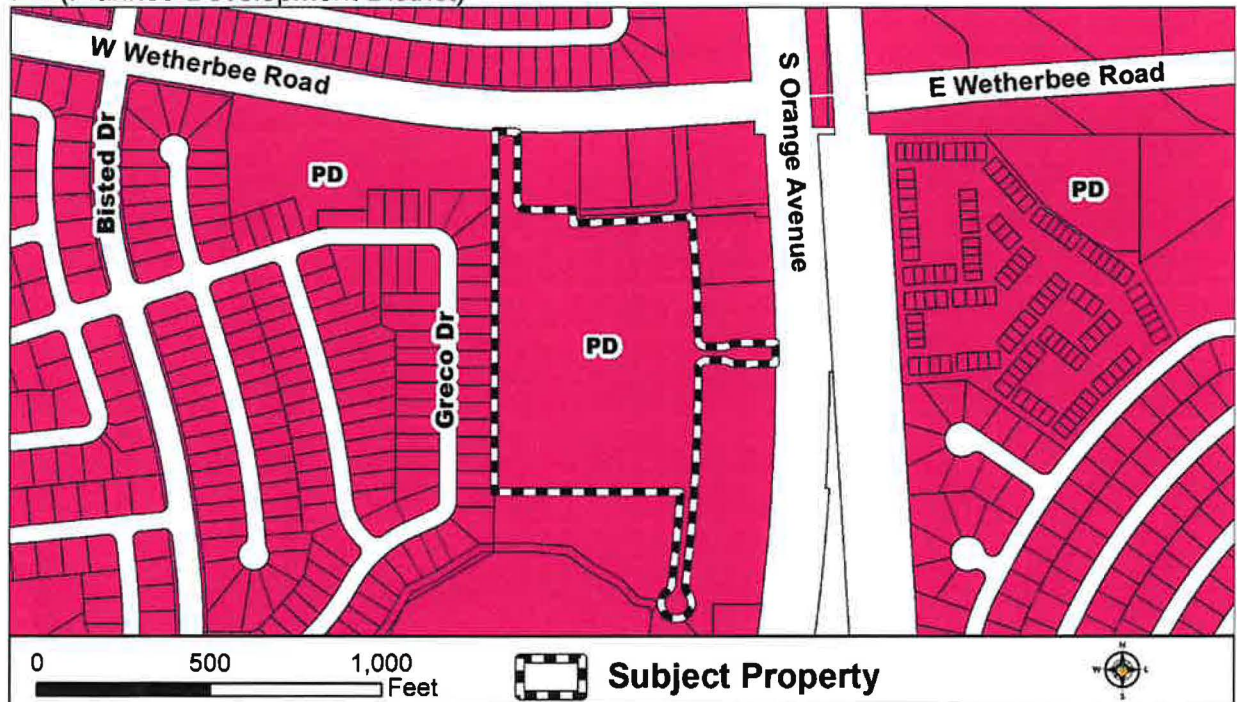 W Wetherbee Road
S Orange Avenue
E Wetherbee Road
Bisted Dr
PD
PD
Greco Dr
PD
0 500 1,000
Feet
Subject Property
N
W
S